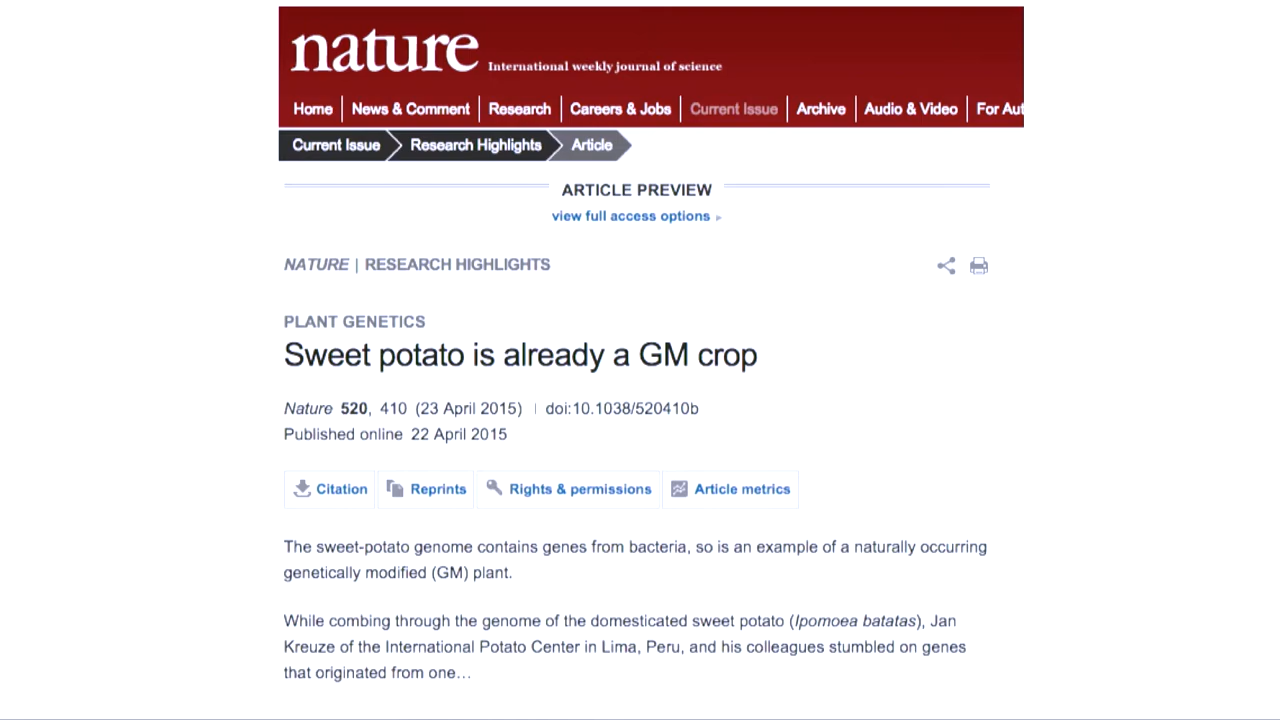 nature International weekly journal of science
Home News & Comment Research Careers & Jobs Current Issue Archive Audio & Video For Aut
Current Issue Research Highlights Article
ARTICLE PREVIEW
view full access options
NATURE | RESEARCH HIGHLIGHTS
PLANT GENETICS
Sweet potato is already a GM crop
Nature 520, 410 (23 April 2015) | doi:10.1038/520410b
Published online 22 April 2015
Citation Reprints Rights & permissions Article metrics
The sweet-potato genome contains genes from bacteria, so is an example of a naturally occurring
genetically modified (GM) plant.
While combing through the genome of the domesticated sweet potato (Ipomoea batatas), Jan
Kreuze of the International Potato Center in Lima, Peru, and his colleagues stumbled on genes
that originated from one…